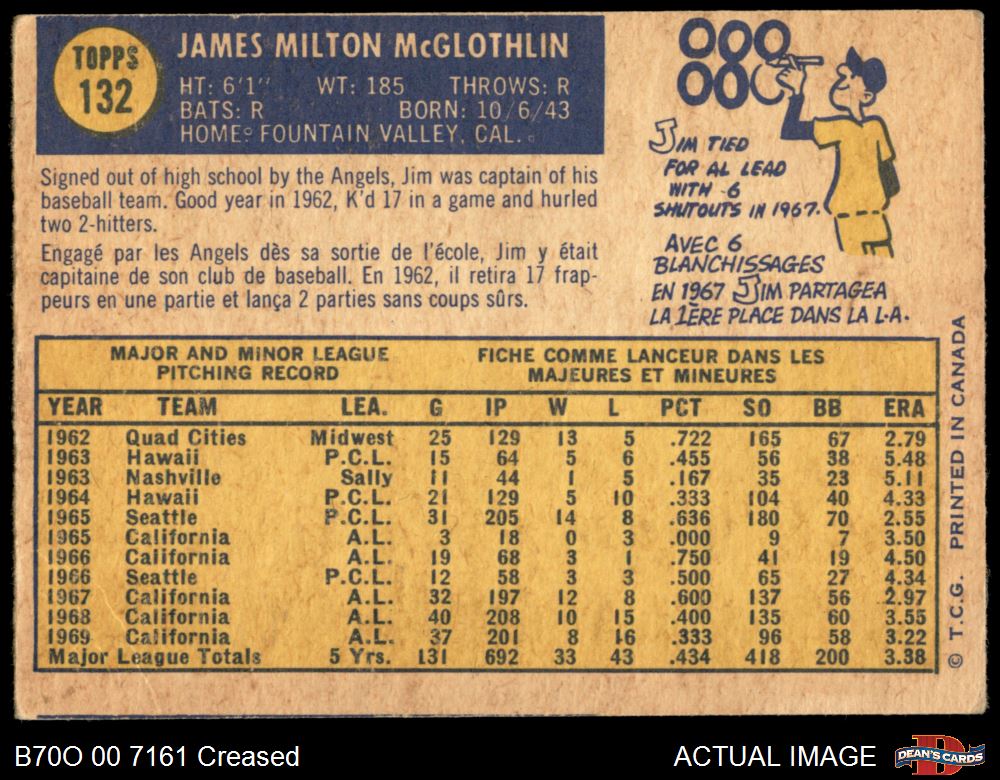 TOPPS
132
JAMES MILTON McGLOTHLIN
HT: 6'1" WT: 185 THROWS: R
BATS: R BORN: 10/6/43
HOME: FOUNTAIN VALLEY, CAL.
Signed out of high school by the Angels, Jim was captain of his
baseball team. Good year in 1962, K'd 17 in a game and hurled
two 2-hitters.
Engagé par les Angels dès sa sortie de l'école, Jim y était
capitaine de son club de baseball. En 1962, il retira 17 frap-
peurs en une partie et lança 2 parties sans coups sûrs.
000
000
JIM TIED
FOR AL LEAD
WITH 6
SHUTOUTS IN 1967.
AVEC 6
BLANCHISSAGES
EN 1967 JIM PARTAGEA
LA 1ÈRE PLACE DANS LA L.A.
MAJOR AND MINOR LEAGUE
PITCHING RECORD
FICHE COMME LANCEUR DANS LES
MAJEURES ET MINEURES
YEAR TEAM LEA. G IP W L PCT SO BB ERA
1962 Quad Cities Midwest 25 129 13 5 .722 165 67 2.79
1963 Hawaii P.C.L. 15 64 5 6 .455 56 38 5.48
1963 Nashville Sally 11 44 1 5 .167 35 23 5.11
1964 Hawaii P.C.L. 21 129 5 10 .333 104 40 4.33
1965 Seattle P.C.L. 31 205 14 8 .636 180 70 2.55
1965 California A.L. 3 18 0 3 .000 9 7 3.50
1966 California A.L. 19 68 3 1 .750 41 19 4.50
1966 Seattle P.C.L. 12 58 3 3 .500 65 27 4.34
1967 California A.L. 32 197 12 8 .600 137 56 2.97
1968 California A.L. 40 208 10 15 .400 135 60 3.55
1969 California A.L. 37 201 8 16 .333 96 58 3.22
Major League Totals 5 Yrs. 131 692 33 43 .434 418 200 3.38
© T.C.G. PRINTED IN CANADA
B70O 00 7161 Creased
ACTUAL IMAGE
DEAN'S CARDS